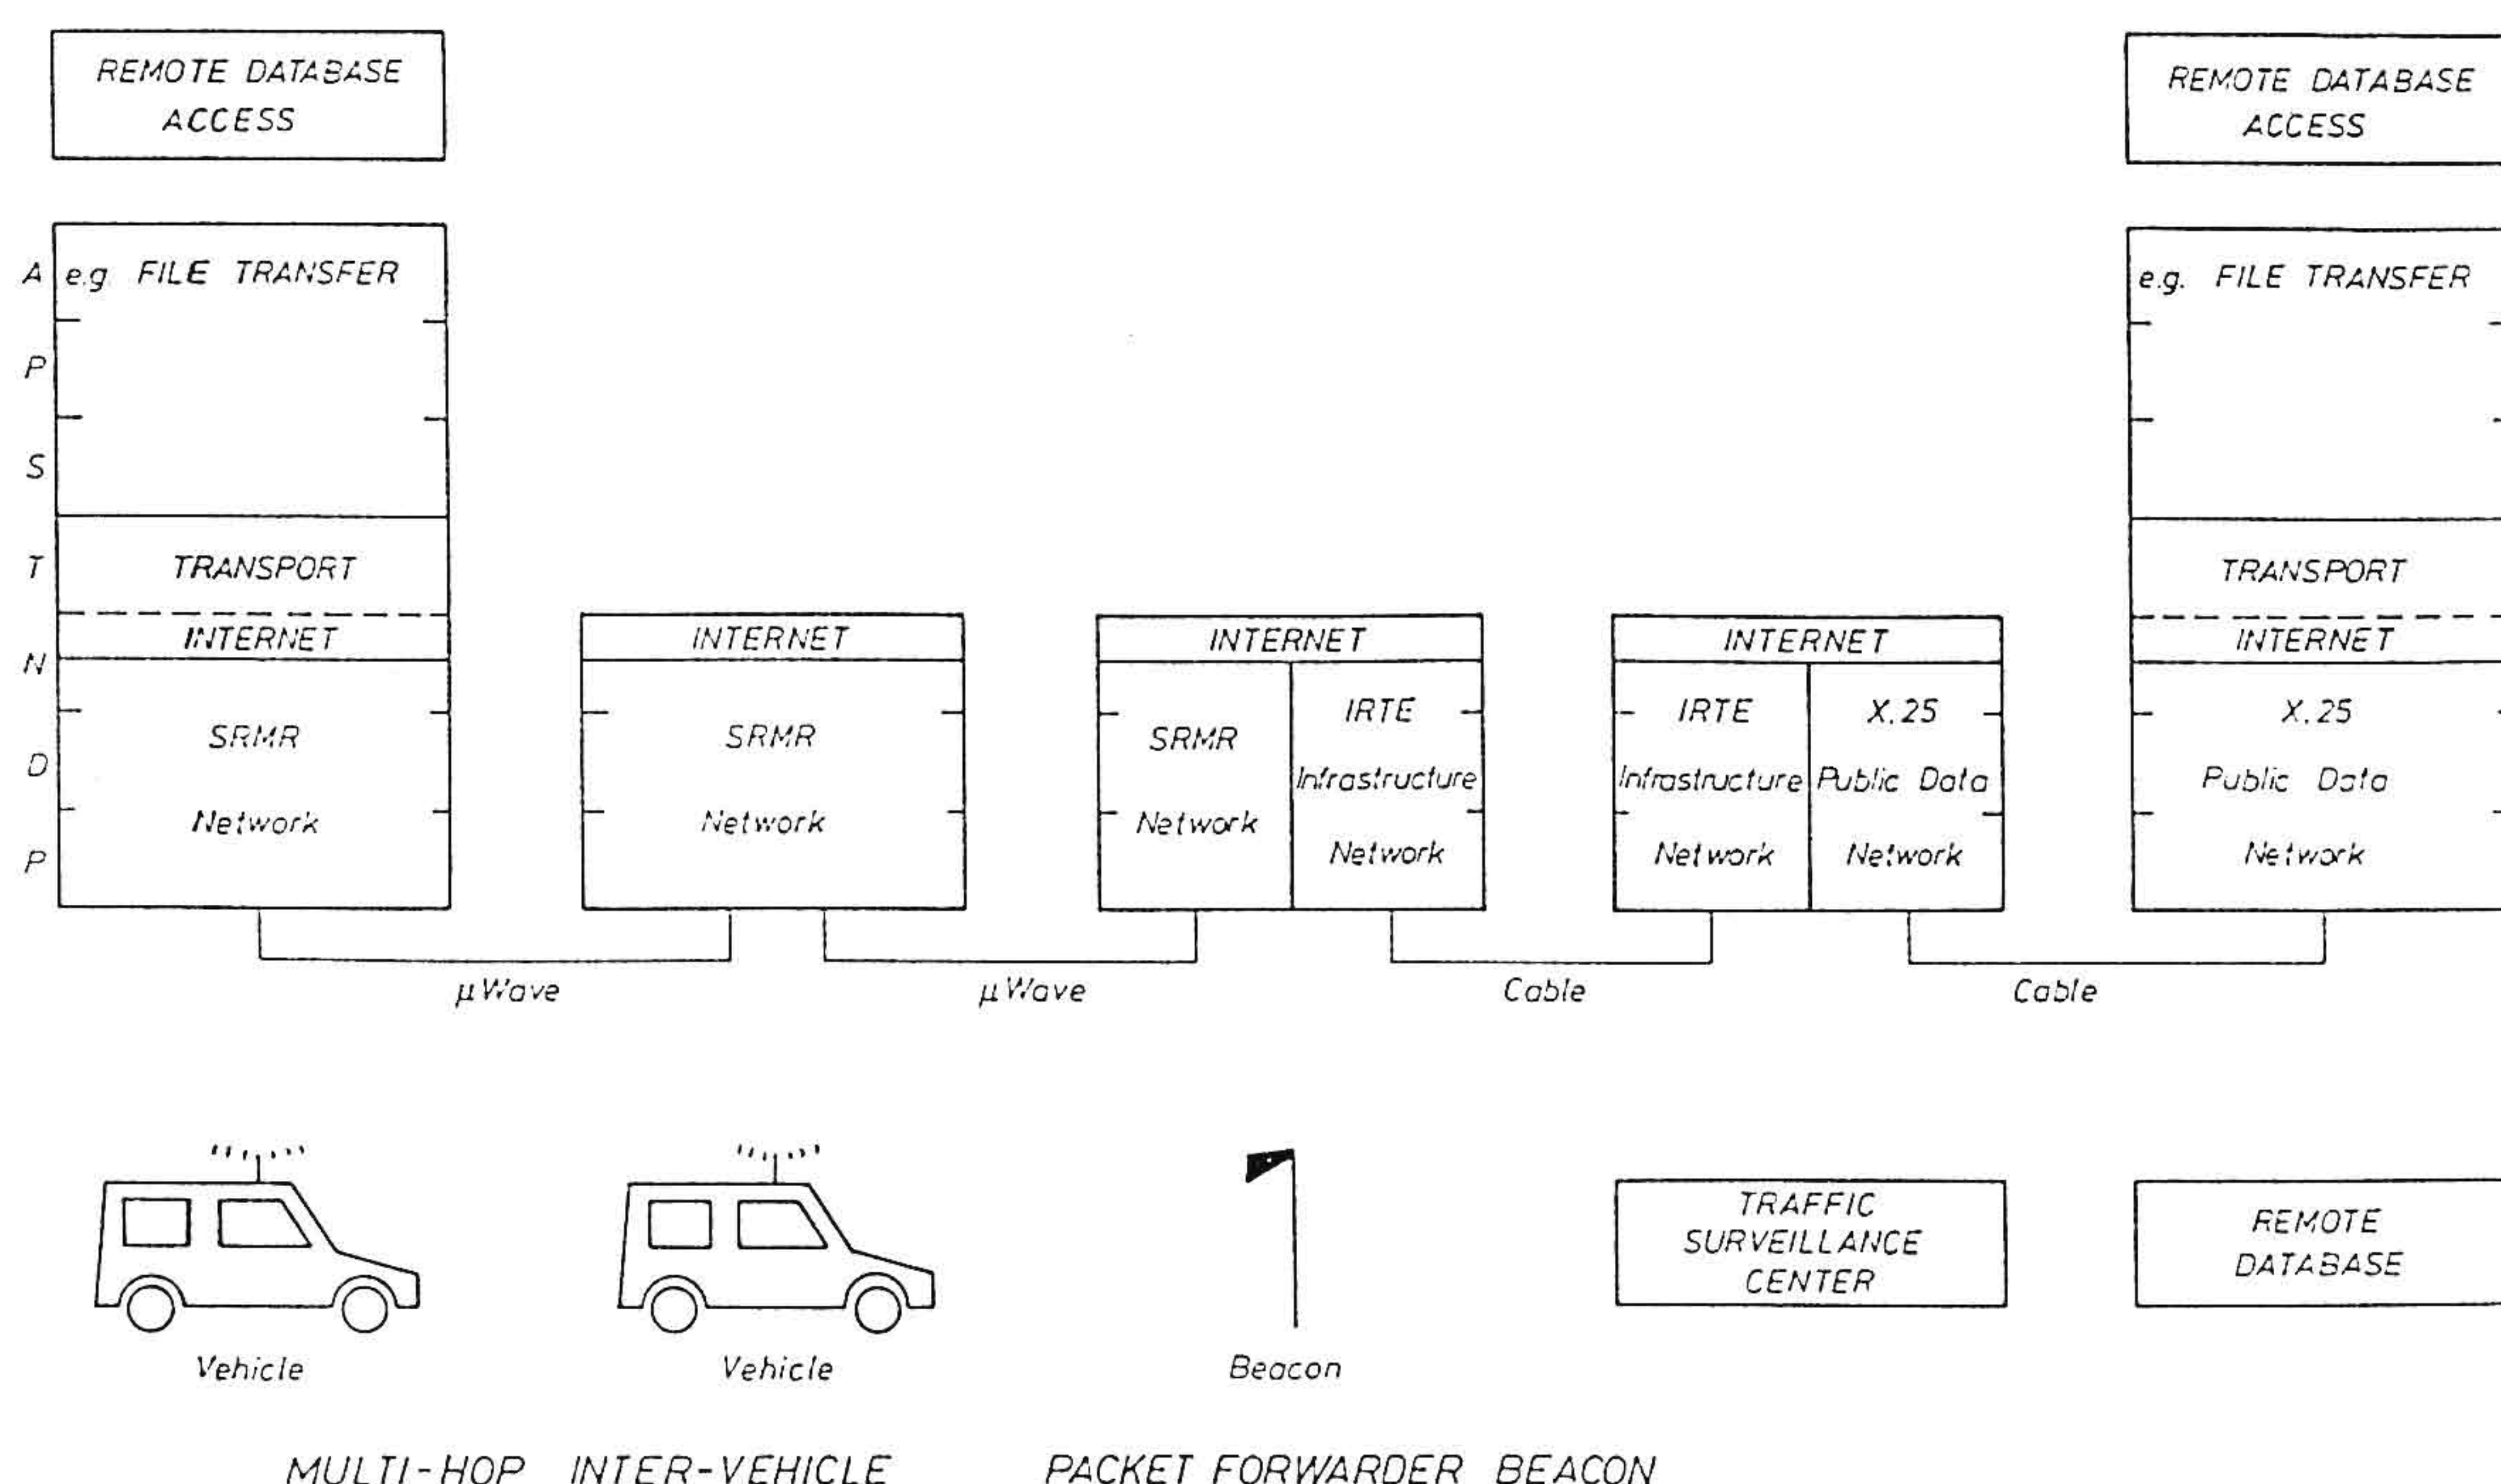 REMOTE DATABASE
ACCESS
REMOTE DATABASE
ACCESS
A
P
S
T
N
D
P
e.g. FILE TRANSFER
TRANSPORT
INTERNET
SRMR
Network
INTERNET
SRMR
Network
INTERNET
SRMR
Network
IRTE
Infrastructure
Network
INTERNET
IRTE
Infrastructure
Network
X.25
Public Data
Network
e.g. FILE TRANSFER
TRANSPORT
INTERNET
X.25
Public Data
Network
µWave
µWave
Cable
Cable
Vehicle
Vehicle
Beacon
TRAFFIC
SURVEILLANCE
CENTER
REMOTE
DATABASE
MULTI-HOP INTER-VEHICLE
PACKET FORWARDER BEACON